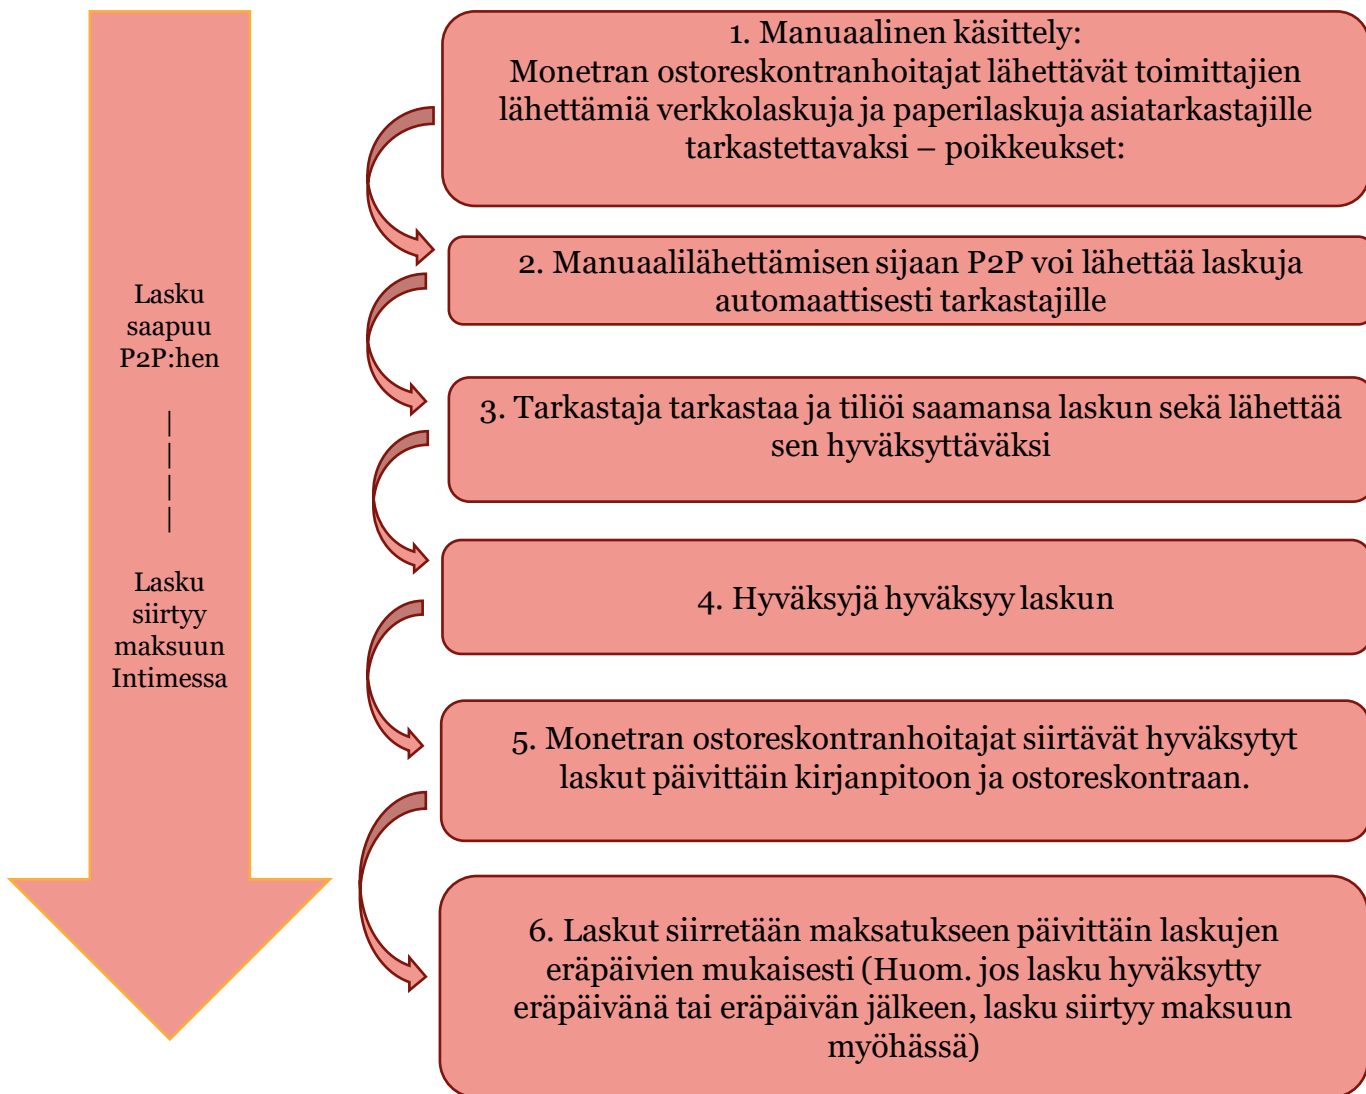 Lasku
saapuu
P2P:hen
|
|
|
|
Lasku
siirtyy
maksuun
Intimessa
1. Manuaalinen käsittely:
Monetran ostoreskontranhoitajat lähettävät toimittajien
lähettämiä verkkolaskuja ja paperilaskuja asiatarkastajille
tarkastettavaksi – poikkeukset:
2. Manuaalilähettämisen sijaan P2P voi lähettää laskuja
automaattisesti tarkastajille
3. Tarkastaja tarkastaa ja tiliöi saamansa laskun sekä lähettää
sen hyväksyttäväksi
4. Hyväksyjä hyväksyy laskun
5. Monetran ostoreskontranhoitajat siirtävät hyväksytyt
laskut päivittäin kirjanpitoon ja ostoreskontraan.
6. Laskut siirretään maksatukseen päivittäin laskujen
eräpäivien mukaisesti (Huom. jos lasku hyväksytty
eräpäivänä tai eräpäivän jälkeen, lasku siirtyy maksuun
myöhässä)